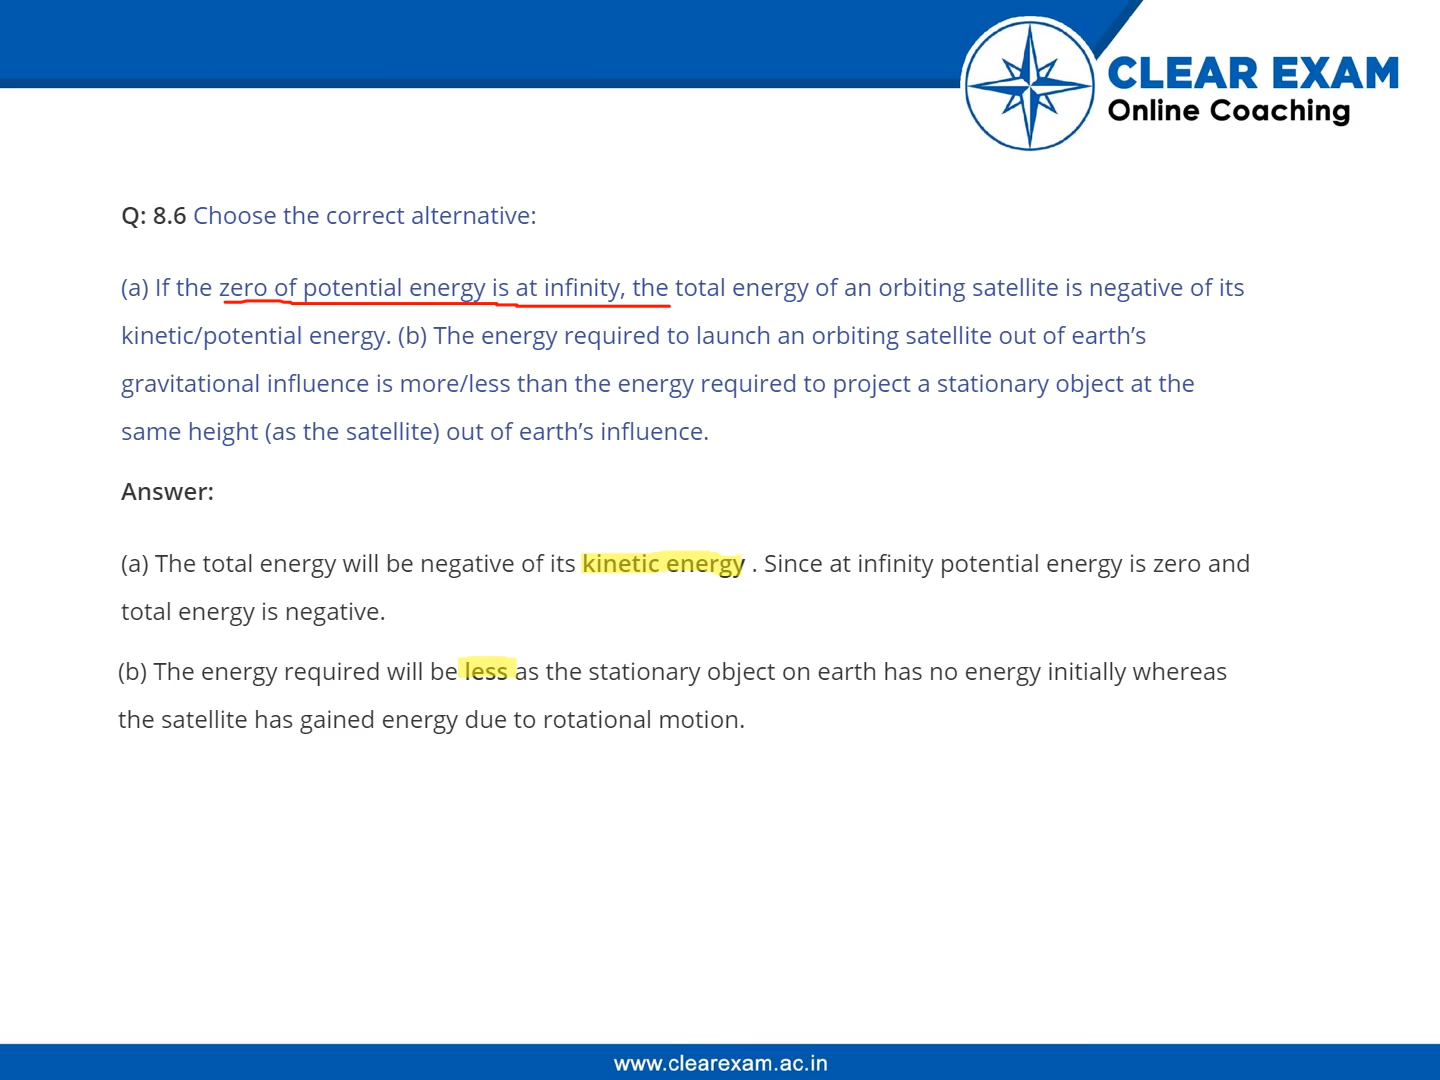 CLEAR EXAM
Online Coaching
Q: 8.6 Choose the correct alternative:
(a) If the zero of potential energy is at infinity, the total energy of an orbiting satellite is negative of its
kinetic/potential energy. (b) The energy required to launch an orbiting satellite out of earth’s
gravitational influence is more/less than the energy required to project a stationary object at the
same height (as the satellite) out of earth’s influence.
Answer:
(a) The total energy will be negative of its kinetic energy . Since at infinity potential energy is zero and
total energy is negative.
(b) The energy required will be less as the stationary object on earth has no energy initially whereas
the satellite has gained energy due to rotational motion.
www.clearexam.ac.in